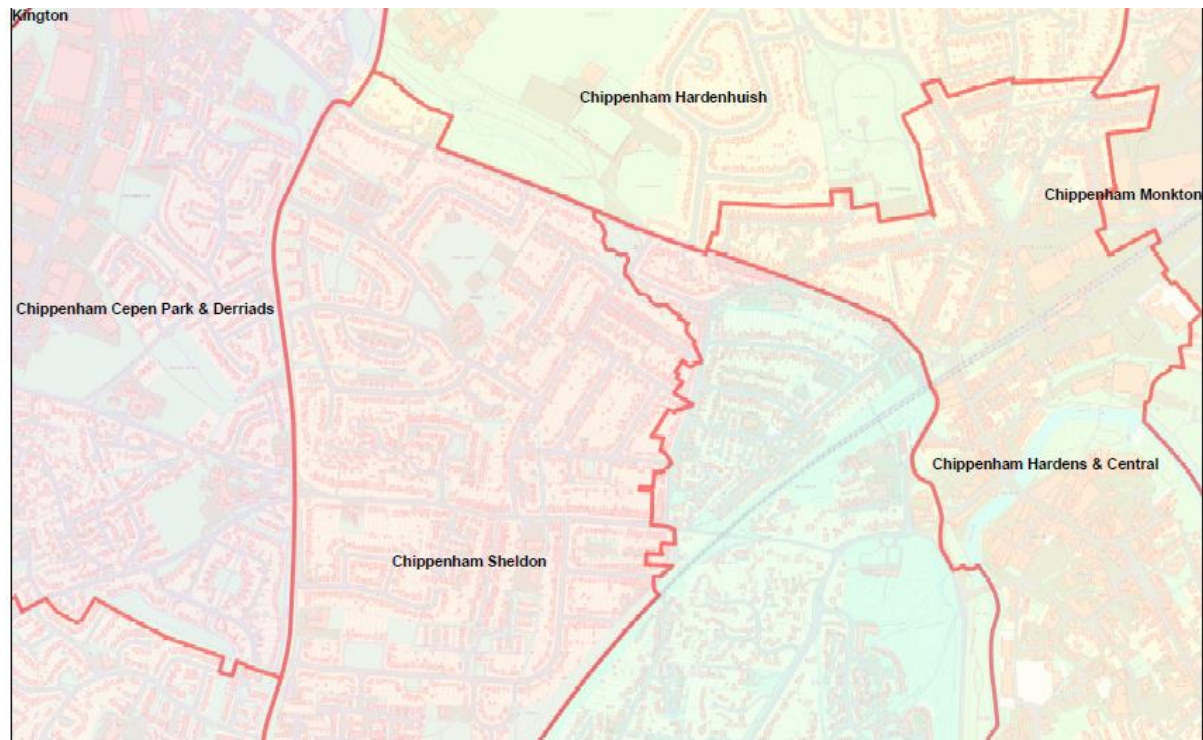 Kington
Chippenham Hardenhuish
Chippenham Monkton
Chippenham Cepen Park & Derriads
Chippenham Hardens & Central
Chippenham Sheldon